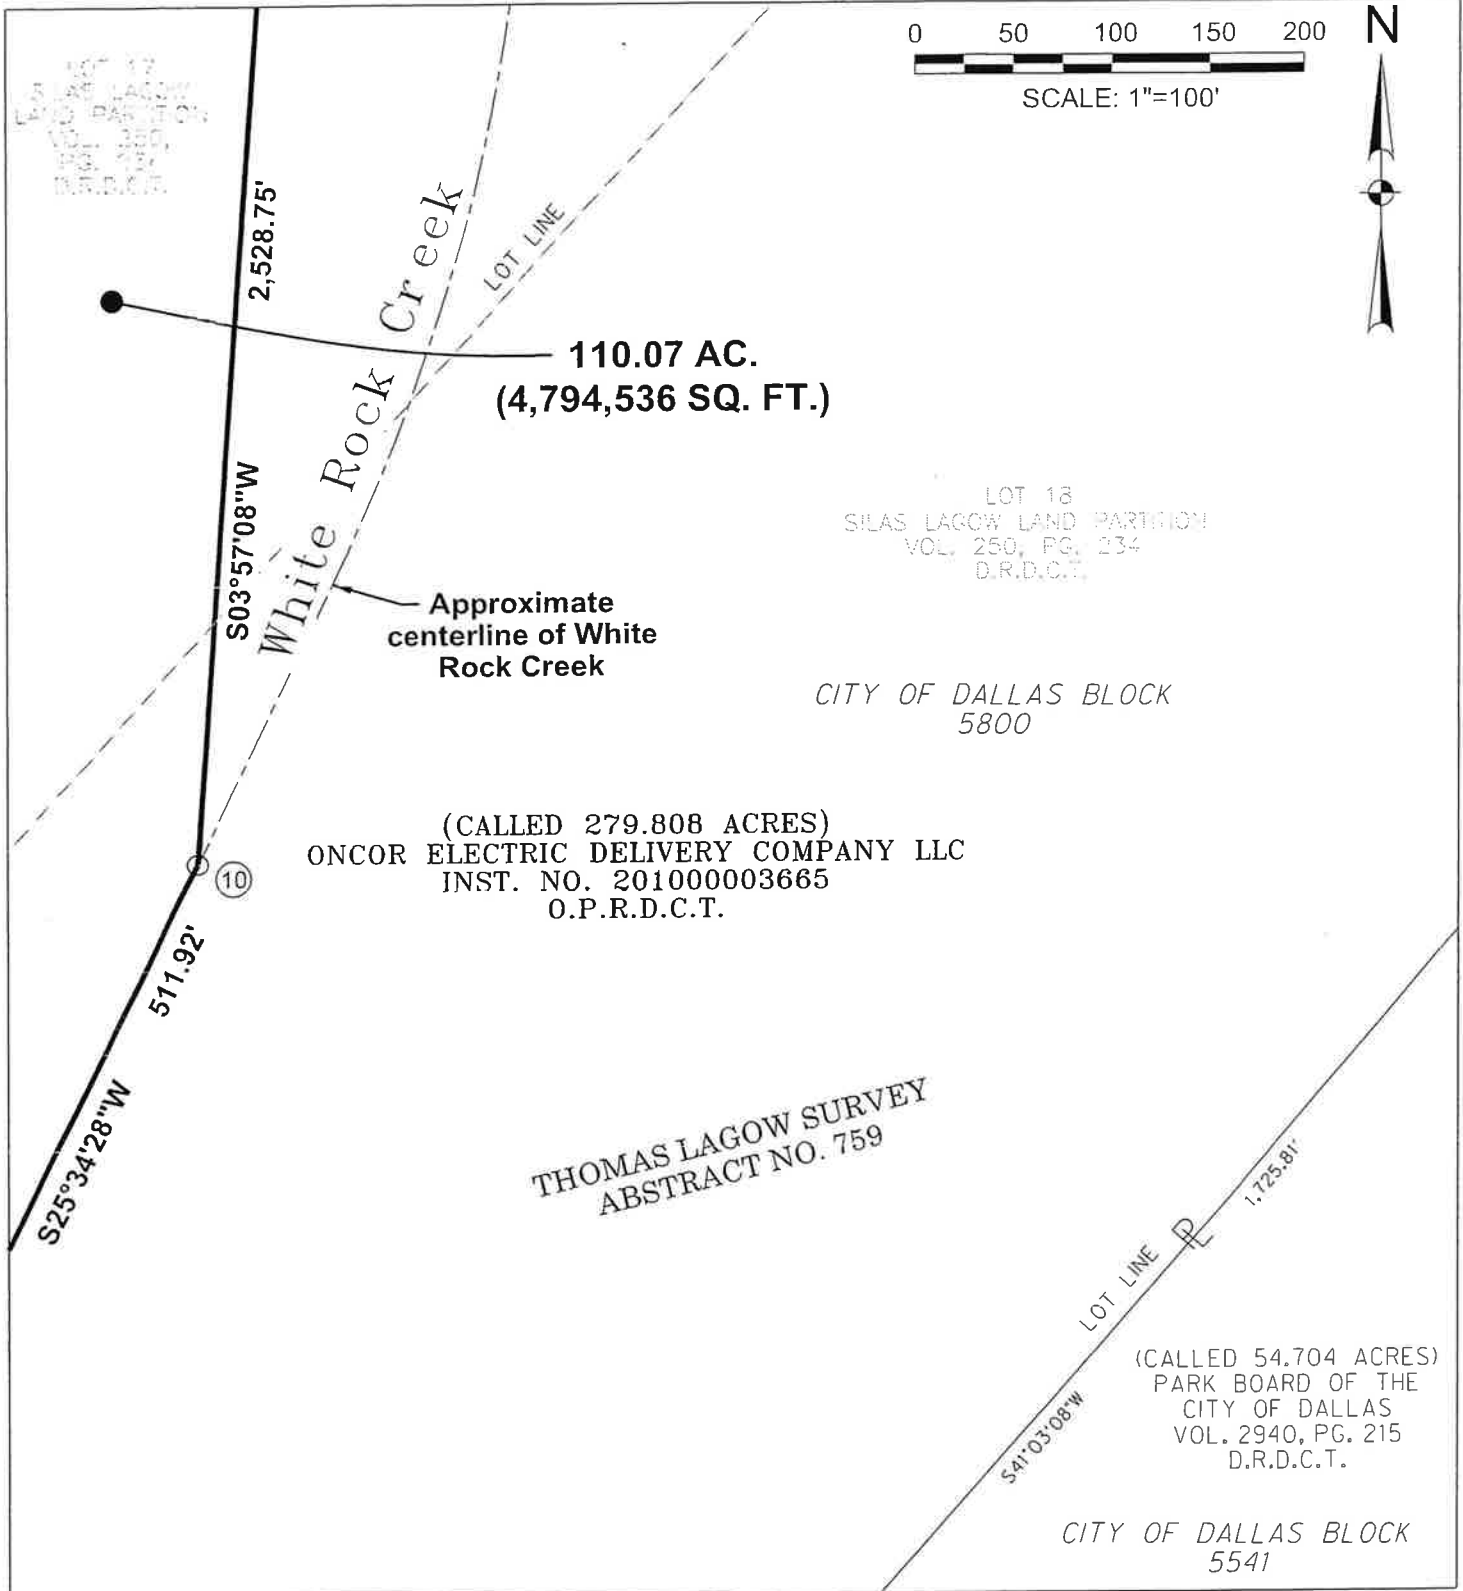 0 50 100 150 200
N
SCALE: 1"=100'
2,528.75'
S03°57'08"W
White Rock Creek
LOT LINE
110.07 AC.
(4,794,536 SQ. FT.)
LOT 18
SILAS LAGOW LAND PARTITION
VOL. 250, PG. 234
D.R.D.C.T.
Approximate
centerline of White
Rock Creek
CITY OF DALLAS BLOCK
5800
(CALLED 279.808 ACRES)
ONCOR ELECTRIC DELIVERY COMPANY LLC
INST. NO. 201000003665
O.P.R.D.C.T.
10
511.92'
S25°34'28"W
THOMAS LAGOW SURVEY
ABSTRACT NO. 759
1,725.81'
PL
LOT LINE
S41°03'08"W
(CALLED 54.704 ACRES)
PARK BOARD OF THE
CITY OF DALLAS
VOL. 2940, PG. 215
D.R.D.C.T.
CITY OF DALLAS BLOCK
5541